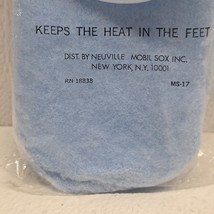 KEEPS THE HEAT IN THE FEET
DIST. BY NEUVILLE MOBIL SOX INC.
NEW YORK, N.Y. 10001
RN 18838 MS-17